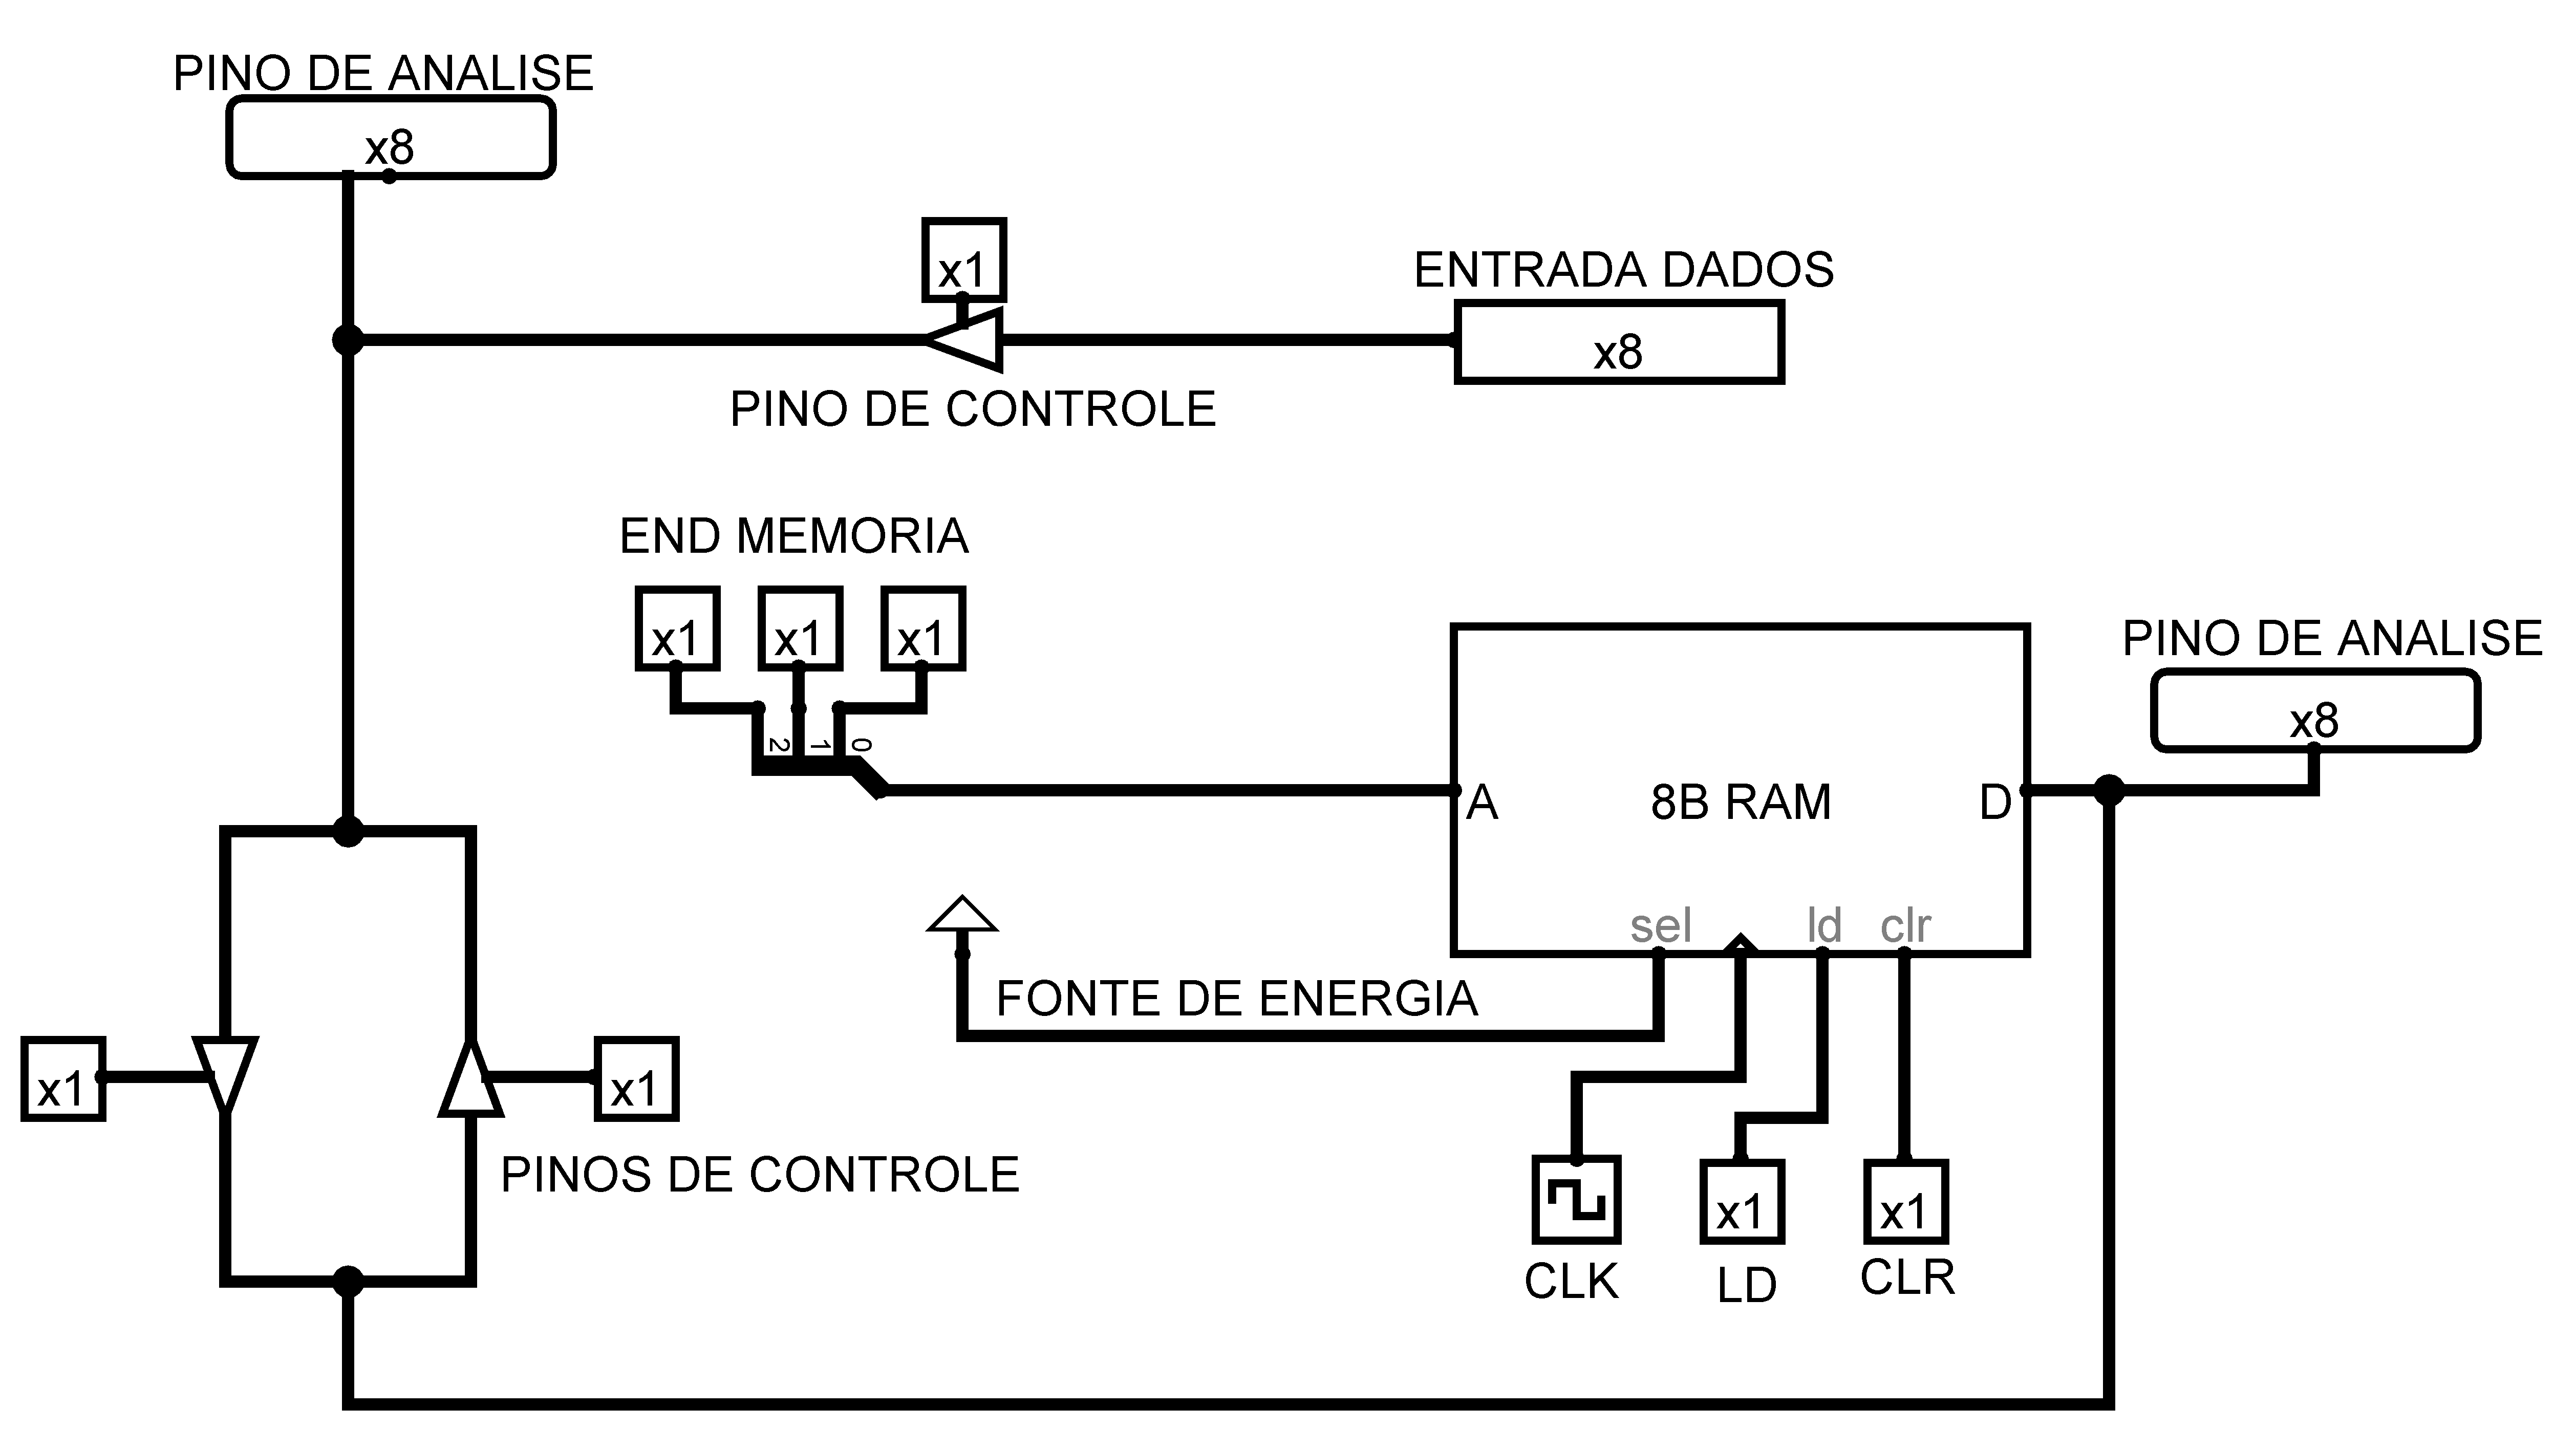 PINO DE ANALISE
x8
x1
ENTRADA DADOS
x8
PINO DE CONTROLE
END MEMORIA
x1 x1 x1
2 1 0
PINO DE ANALISE
x8
A 8B RAM D
sel ld clr
FONTE DE ENERGIA
x1 x1
PINOS DE CONTROLE
x1 x1
CLK LD CLR